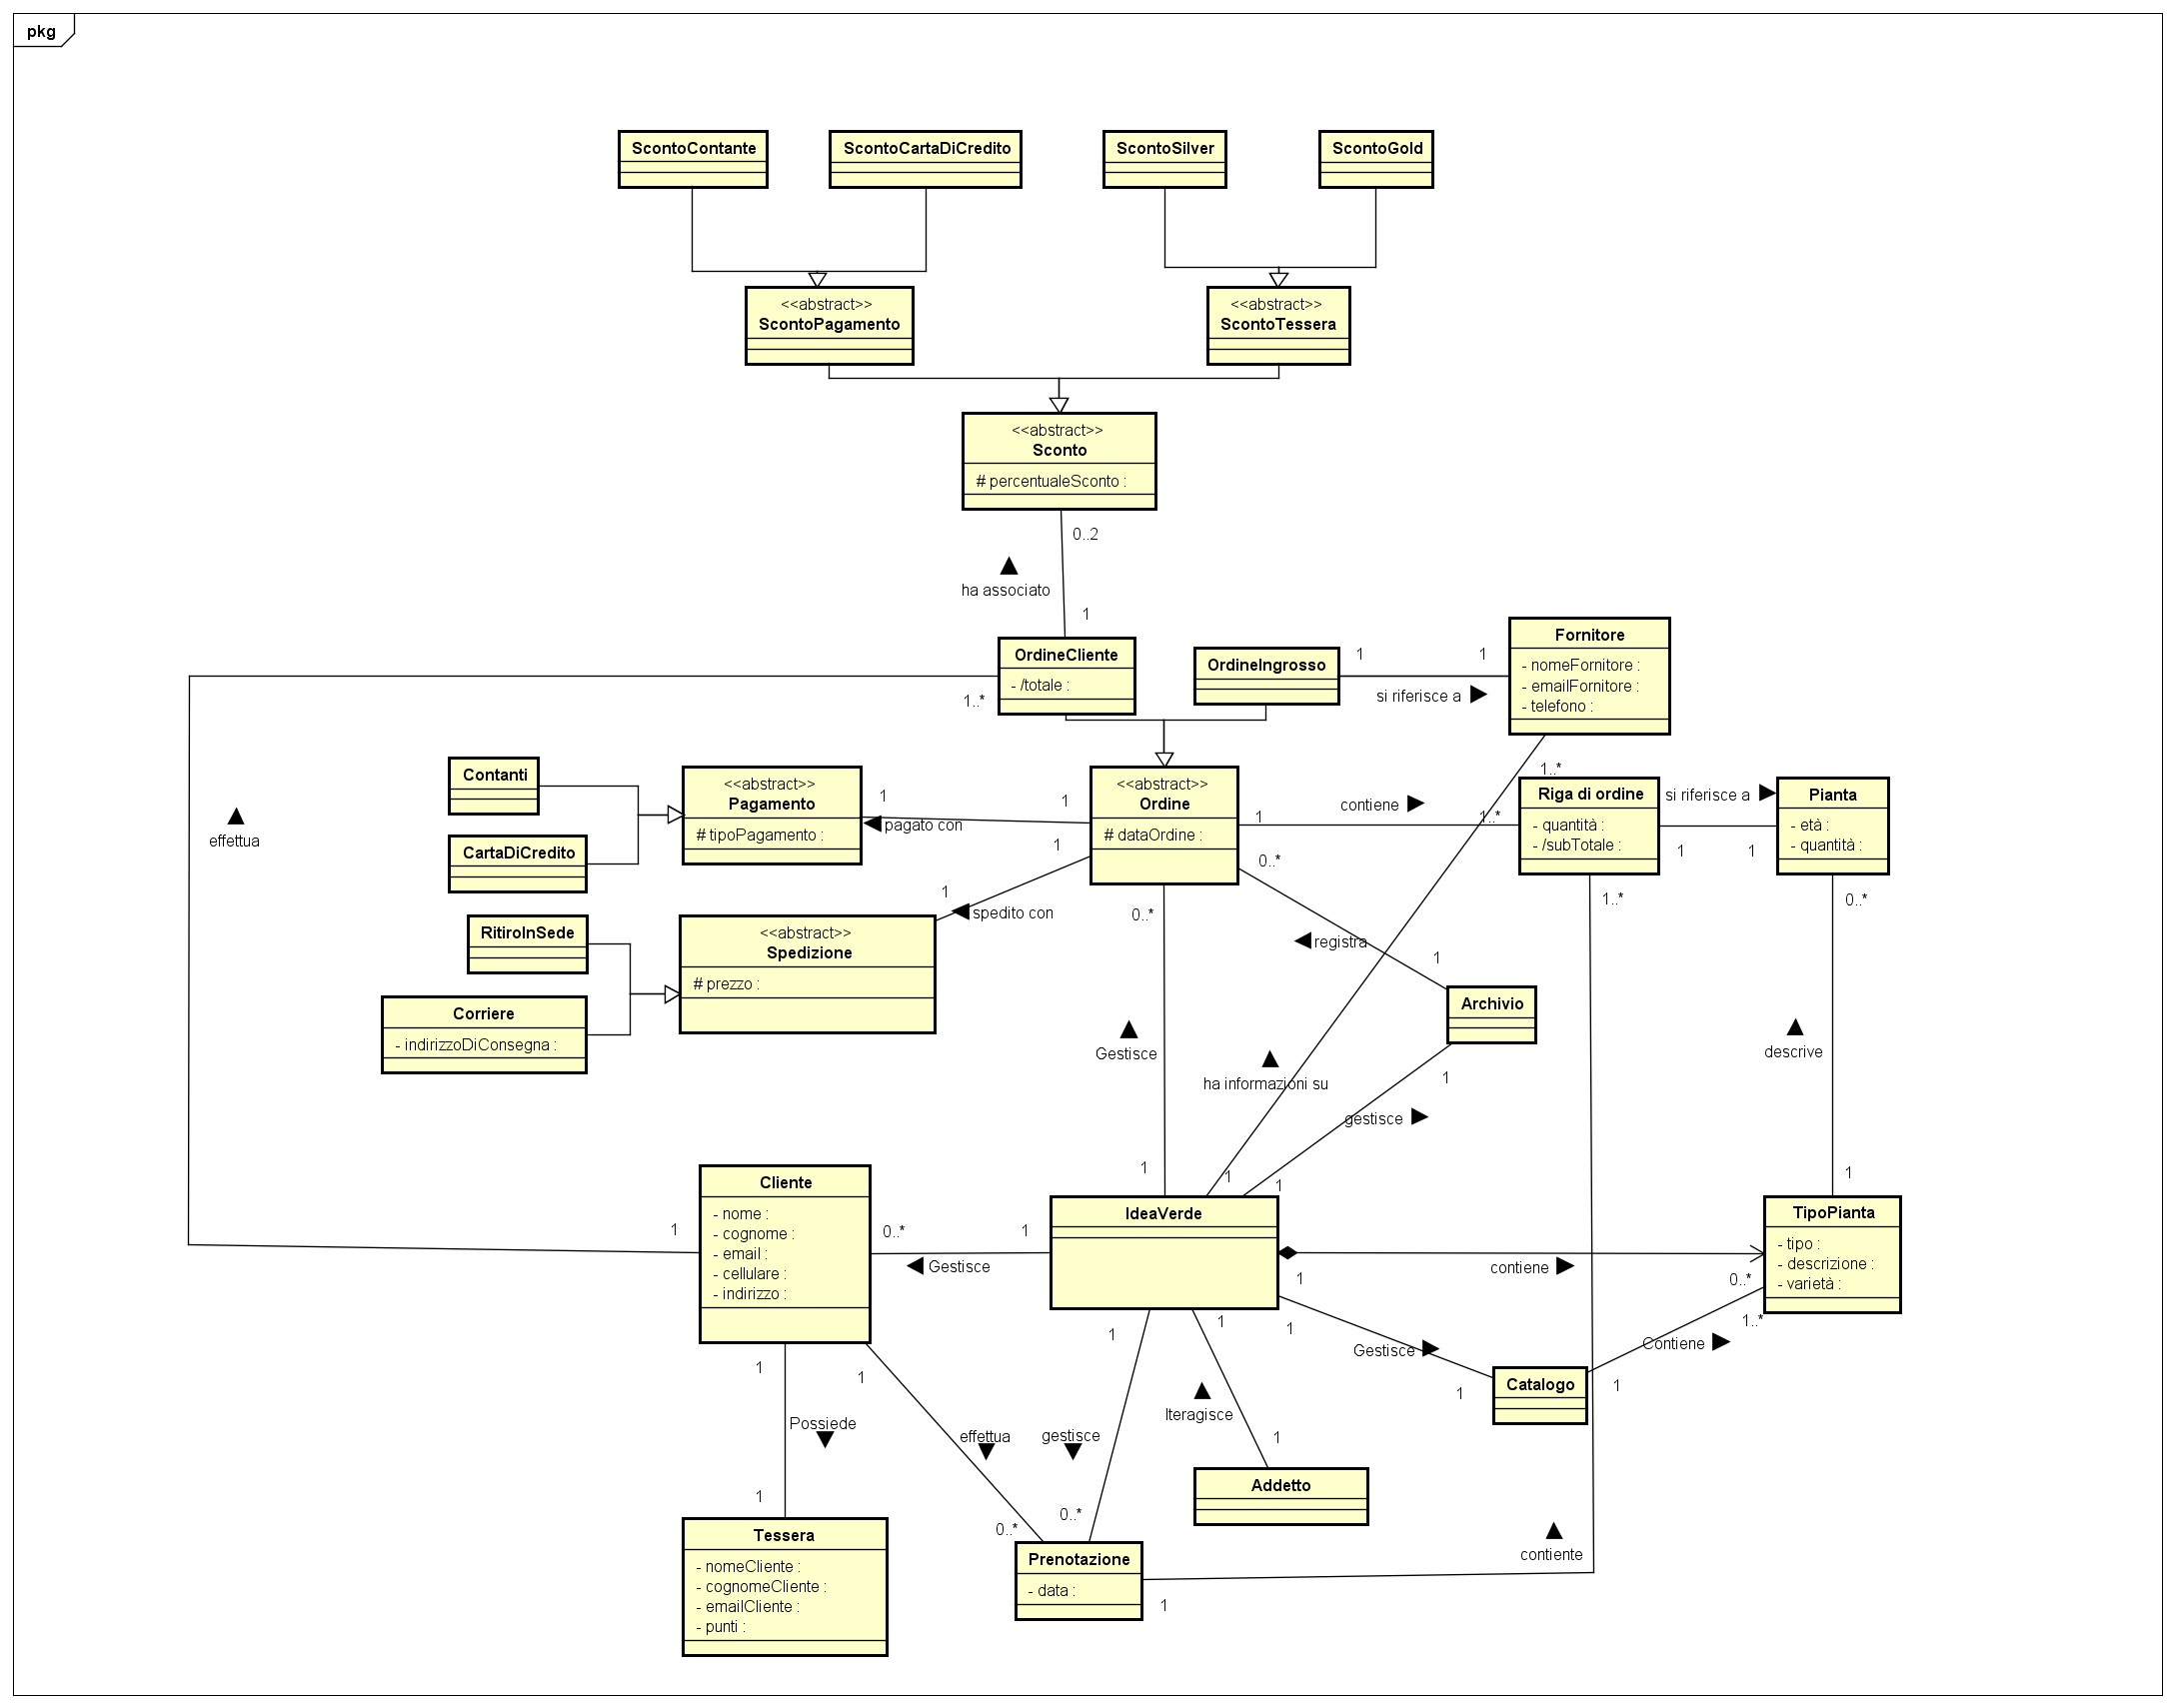 pkg
ScontoContante
ScontoCartaDiCredito
ScontoSilver
ScontoGold
<<abstract>>
ScontoPagamento
<<abstract>>
ScontoTessera
<<abstract>>
Sconto
# percentualeSconto :
0..2
ha associato
1
OrdineCliente
- /totale :
1..*
OrdineIngrosso
1
1
si riferisce a
Fornitore
- nomeFornitore :
- emailFornitore :
- telefono :
1..*
Contanti
CartaDiCredito
<<abstract>>
Pagamento
# tipoPagamento :
1
1
pagato con
<<abstract>>
Ordine
# dataOrdine :
1
contiene
1..*
Riga di ordine
- quantità :
- /subTotale :
si riferisce a
1
1
Pianta
- età :
- quantità :
effettua
1
1
spedito con
0..*
0..*
1..*
0..*
RitiroInSede
Corriere
- indirizzoDiConsegna :
<<abstract>>
Spedizione
# prezzo :
registra
1
Archivio
1
Gestisce
ha informazioni su
gestisce
descrive
1
1
1
1
Cliente
- nome :
- cognome :
- email :
- cellulare :
- indirizzo :
1
0..*
1
Gestisce
IdeaVerde
1
contiene
0..*
TipoPianta
- tipo :
- descrizione :
- varietà :
1
Gestisce
1
Catalogo
1
Contiene
1..*
1
Possiede
1
1
effettua
0..*
1
gestisce
0..*
1
Iteragisce
1
Addetto
Tessera
- nomeCliente :
- cognomeCliente :
- emailCliente :
- punti :
Prenotazione
- data :
1
contiente